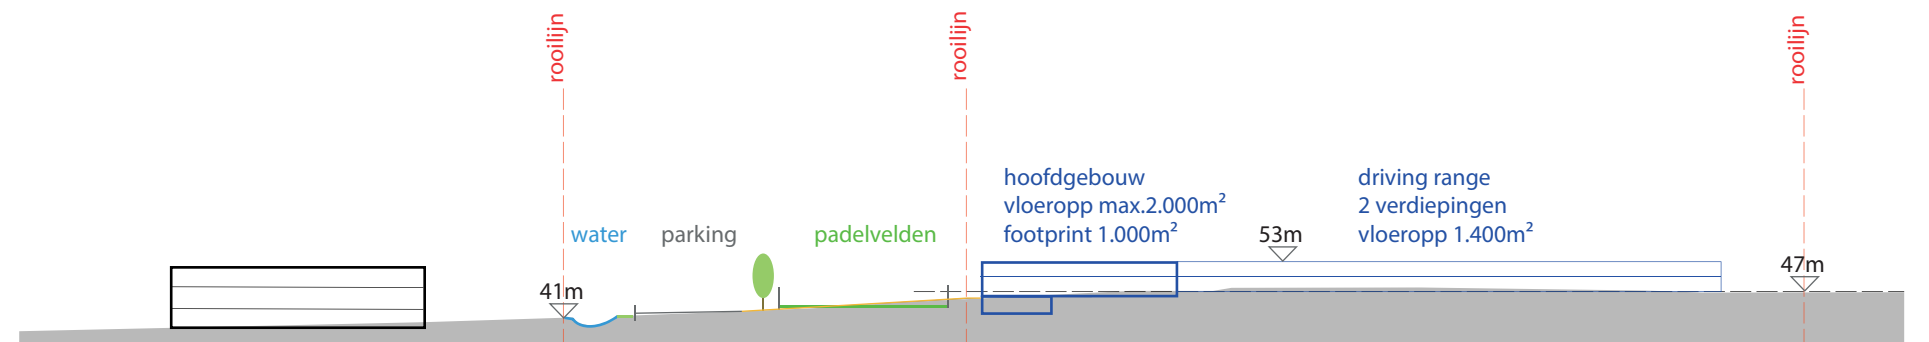 rooilijn
rooilijn
rooilijn
hoofdgebouw
vloeropp max.2.000m²
footprint 1.000m²
driving range
2 verdiepingen
vloeropp 1.400m²
water
parking
padelvelden
53m
47m
41m